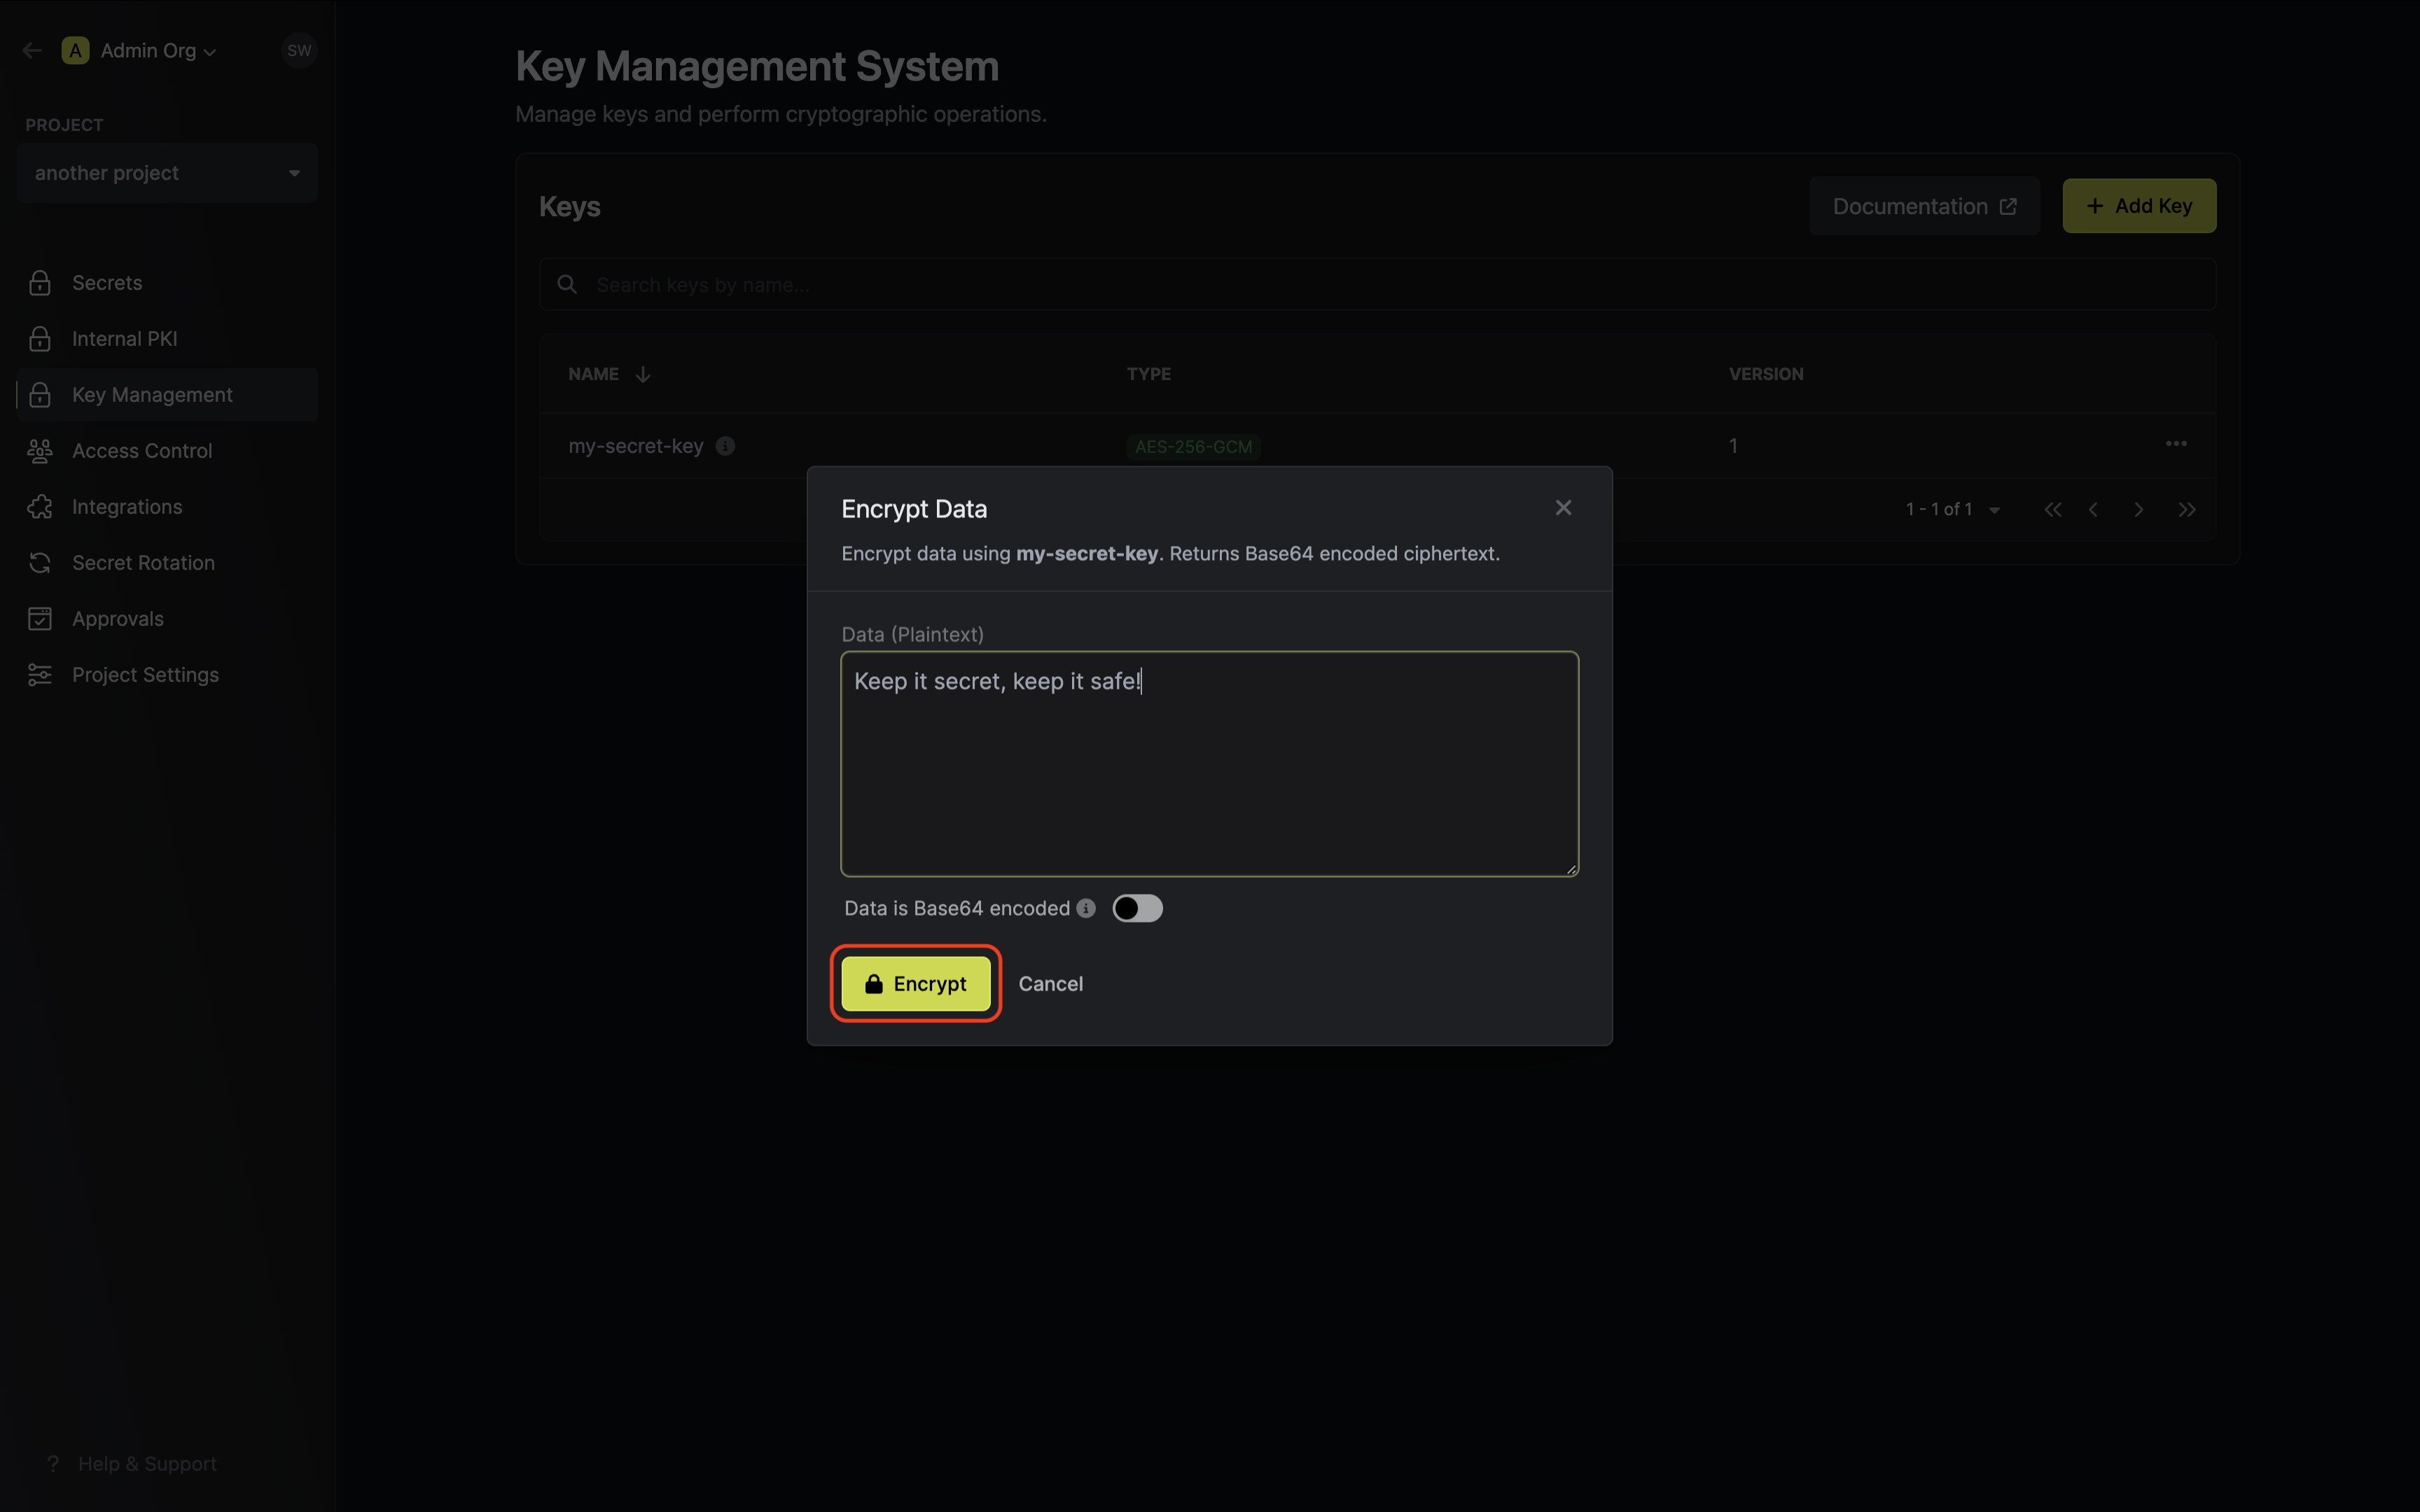 A Admin Org SW
PROJECT
another project
Secrets
Internal PKI
Key Management
Access Control
Integrations
Secret Rotation
Approvals
Project Settings
? Help & Support
Key Management System
Manage keys and perform cryptographic operations.
Keys
Documentation
+ Add Key
Search keys by name...
NAME TYPE VERSION
my-secret-key AES-256-GCM 1
1 - 1 of 1
Encrypt Data
Encrypt data using my-secret-key. Returns Base64 encoded ciphertext.
Data (Plaintext)
Keep it secret, keep it safe!
Data is Base64 encoded
Encrypt Cancel